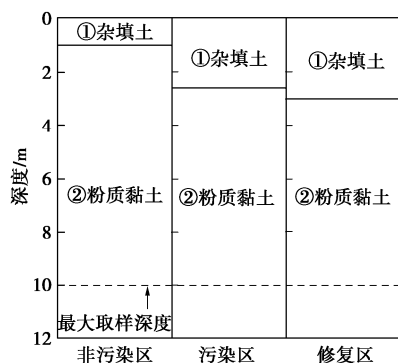 0
2
4
6
8
10
12
深度/m
①杂填土
②粉质黏土
最大取样深度
非污染区
①杂填土
②粉质黏土
污染区
①杂填土
②粉质黏土
修复区